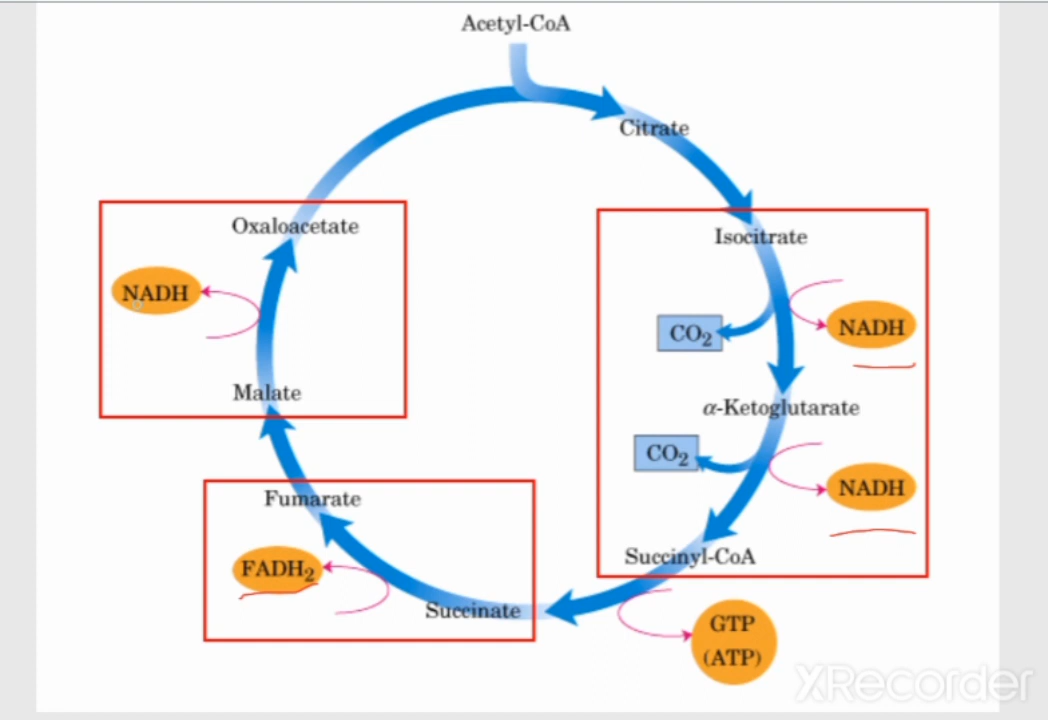 Acetyl-CoA
Citrate
Oxaloacetate
Isocitrate
NADH
CO2
NADH
Malate
α-Ketoglutarate
CO2
NADH
Fumarate
Succinyl-CoA
FADH2
Succinate
GTP
(ATP)
XRecorder